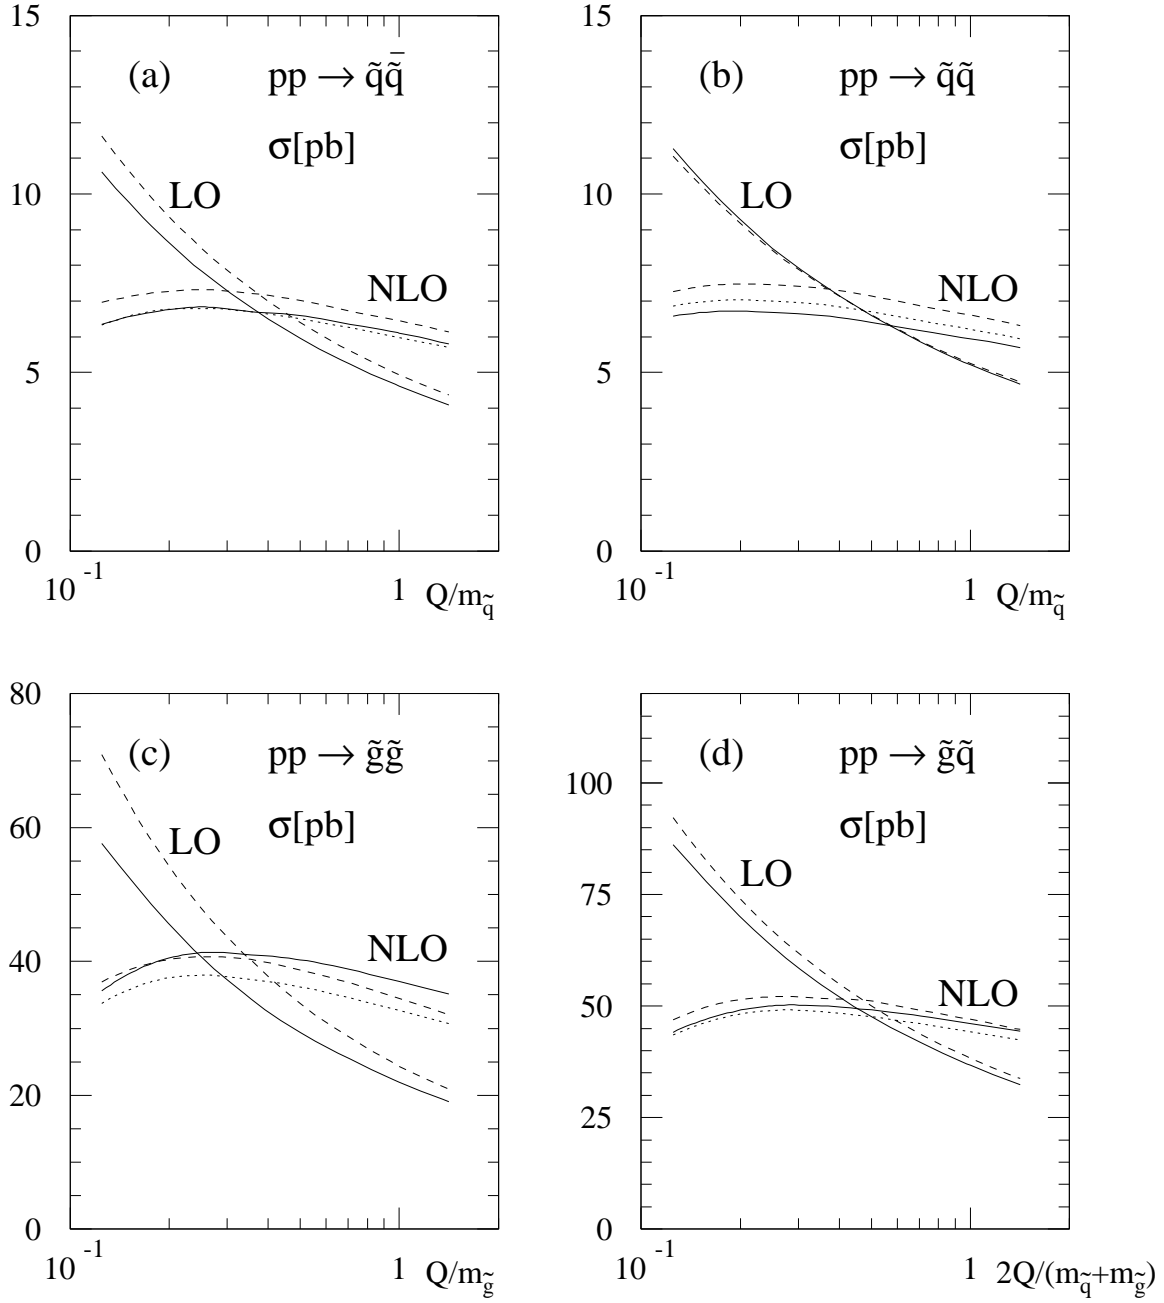 15
(a) pp → q̃q̃̄
σ[pb]
10
LO
NLO
5
0
10^-1 1 Q/m_q̃
15
(b) pp → q̃q̃
σ[pb]
10
LO
NLO
5
0
10^-1 1 Q/m_q̃
80
(c) pp → g̃g̃
σ[pb]
60
LO
NLO
40
20
0
10^-1 1 Q/m_g̃
(d) pp → g̃q̃
100
σ[pb]
LO
75
NLO
50
25
0
10^-1 1 2Q/(m_q̃+m_g̃)